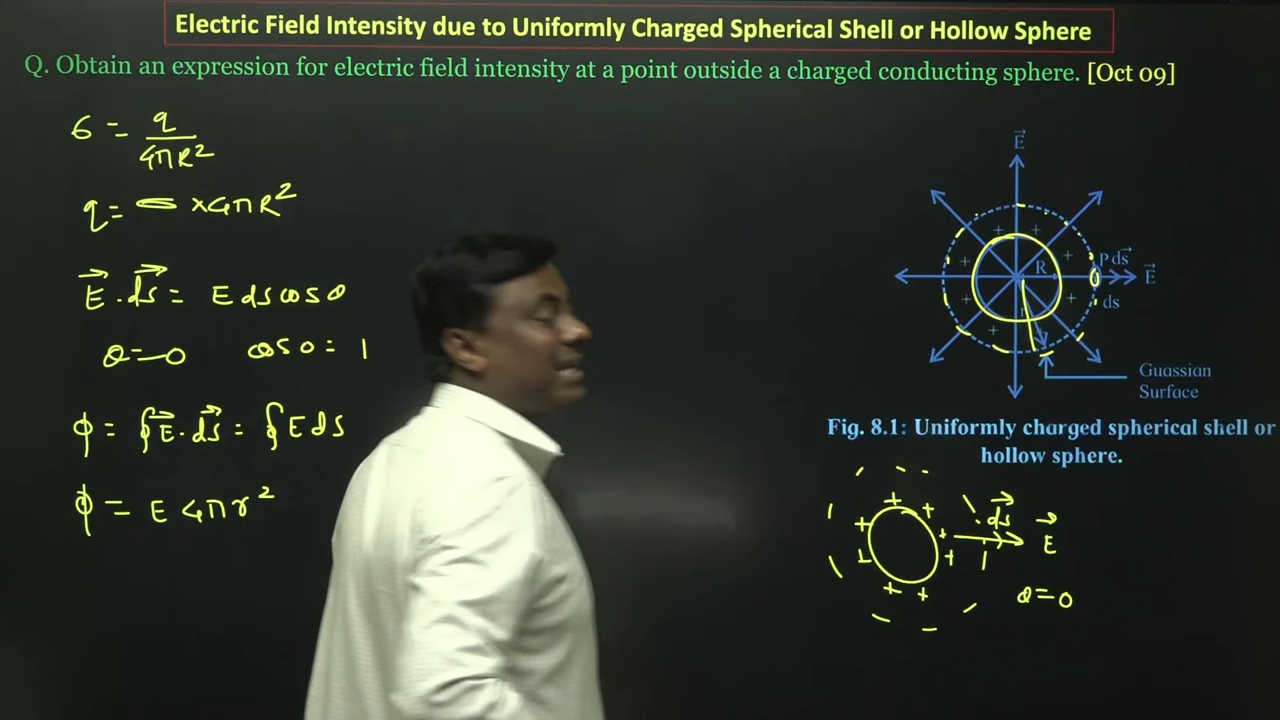 Electric Field Intensity due to Uniformly Charged Spherical Shell or Hollow Sphere
Q. Obtain an expression for electric field intensity at a point outside a charged conducting sphere. [Oct 09]
σ = q / 4πR²
q = σ × 4πR²
E⃗ . ds⃗ = E ds cos θ
θ = 0 cos 0 = 1
ϕ = ∮ E⃗ . ds⃗ = ∮ E ds
ϕ = E 4πr²
E⃗
+ +
+ R + P ds⃗ E⃗
+ r + ds
+ +
Guassian
Surface
Fig. 8.1: Uniformly charged spherical shell or
hollow sphere.
+ + ds⃗
+ + E⃗
+ +
+ + θ = 0